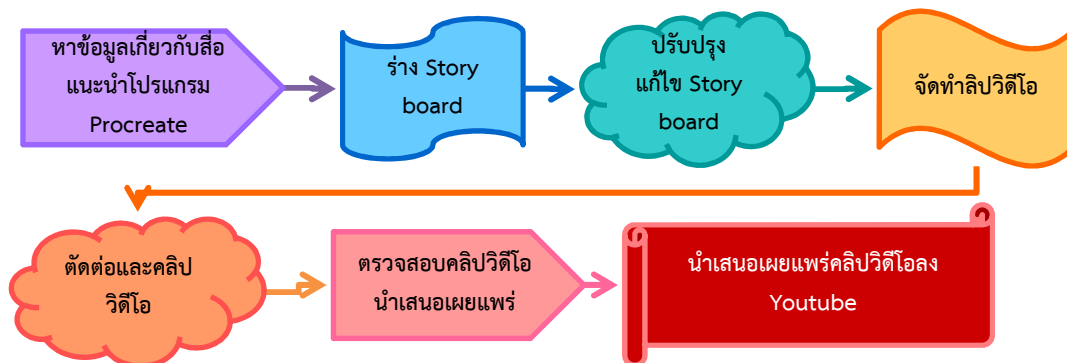 หาข้อมูลเกี่ยวกับสื่อ
แนะนำโปรแกรม
Procreate
ร่าง Story
board
ปรับปรุง
แก้ไข Story
board
จัดทำลิปวิดีโอ
ตัดต่อและคลิป
วิดีโอ
ตรวจสอบคลิปวิดีโอ
นำเสนอเผยแพร่
นำเสนอเผยแพร่คลิปวิดีโอลง
Youtube